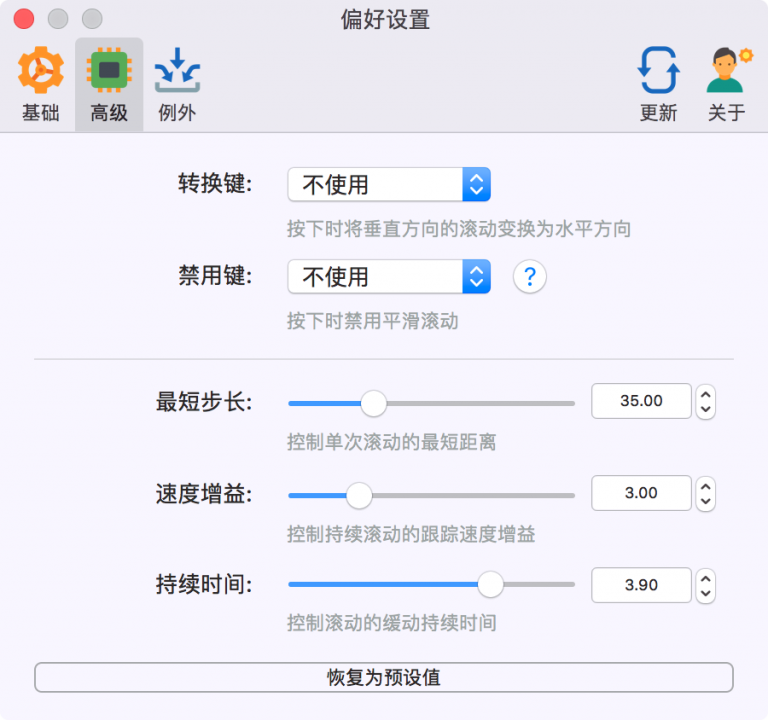 偏好设置
基础
高级
例外
更新
关于
转换键:
不使用
按下时将垂直方向的滚动变换为水平方向
禁用键:
不使用
?
按下时禁用平滑滚动
最短步长:
35.00
控制单次滚动的最短距离
速度增益:
3.00
控制持续滚动的跟踪速度增益
持续时间:
3.90
控制滚动的缓动持续时间
恢复为预设值